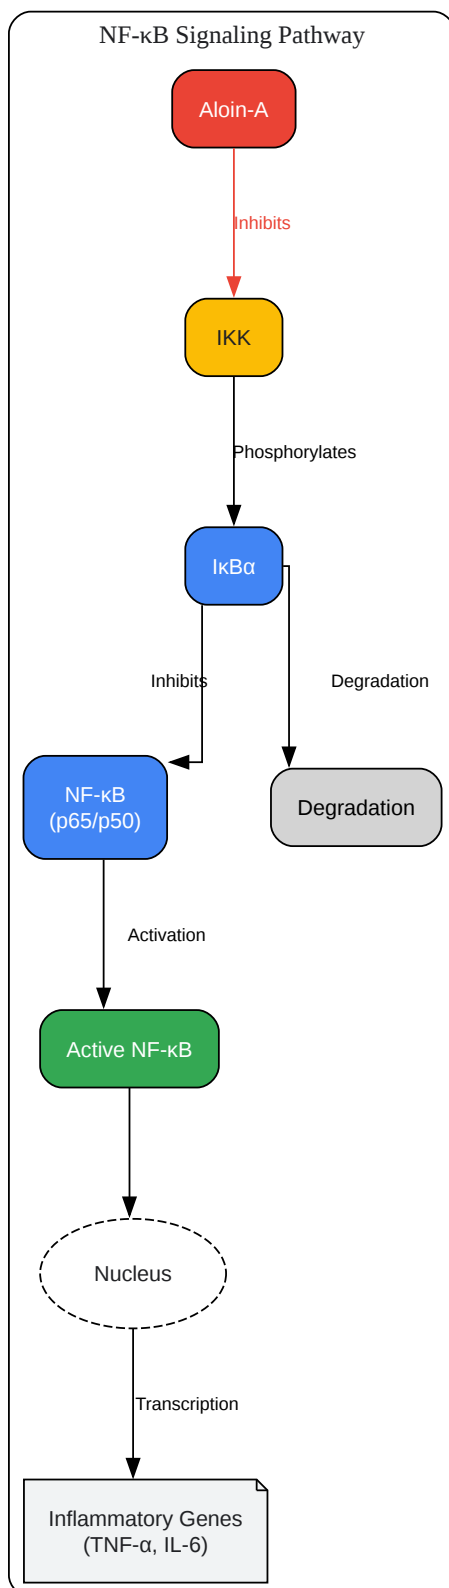 NF-κB Signaling Pathway
Aloin-A
Inhibits
IKK
Phosphorylates
IκBα
Inhibits
Degradation
NF-κB
(p65/p50)
Degradation
Activation
Active NF-κB
Nucleus
Transcription
Inflammatory Genes
(TNF-α, IL-6)